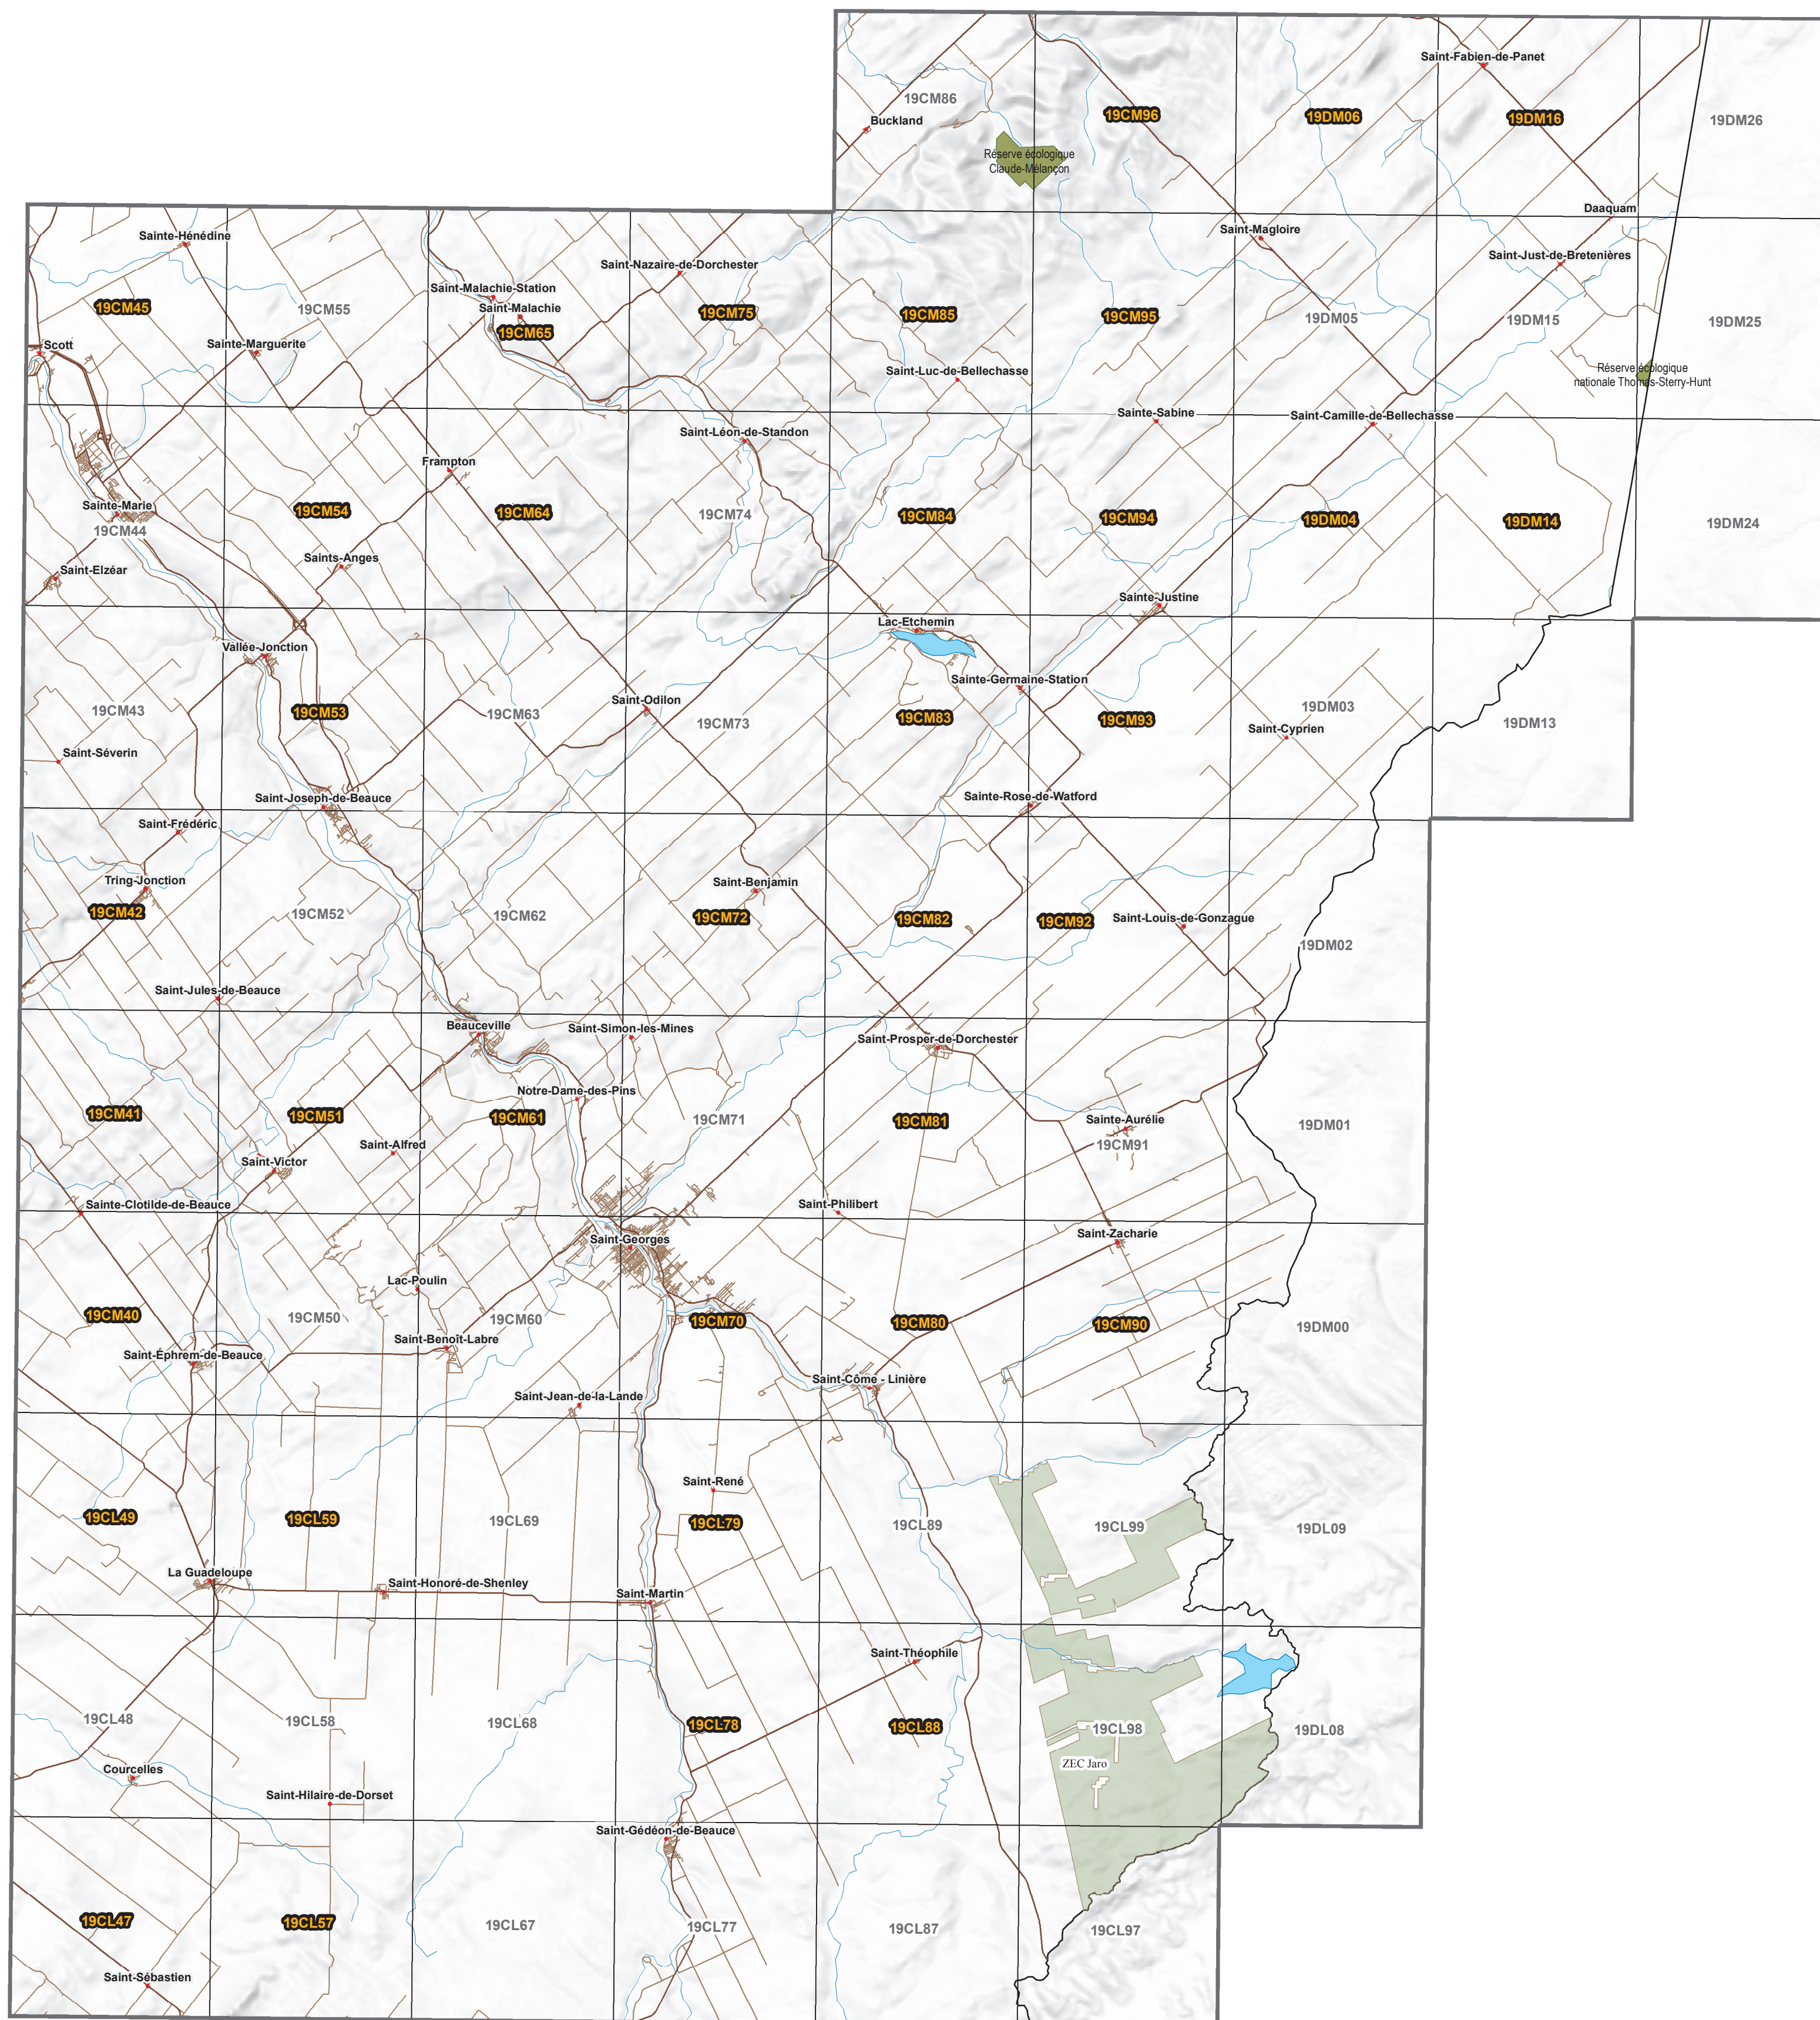 Saint-Fabien-de-Panet
19CM86
19CM96
19DM06
19DM16
19DM26
Buckland
Réserve écologique
Claude-Mélançon
Daaquam
Sainte-Hénédine
Saint-Magloire
Saint-Nazaire-de-Dorchester
Saint-Just-de-Bretenières
Saint-Malachie-Station
19CM45
19CM55
Saint-Malachie
19CM65
19CM75
19CM85
19CM95
19DM05
19DM15
19DM25
Scott
Sainte-Marguerite
Saint-Luc-de-Bellechasse
Réserve écologique
nationale Thomas-Sterry-Hunt
Sainte-Sabine
Saint-Camille-de-Bellechasse
Saint-Léon-de-Standon
Frampton
Sainte-Marie
19CM44
19CM54
19CM64
19CM74
19CM84
19CM94
19DM04
19DM14
19DM24
Saints-Anges
Saint-Elzéar
Sainte-Justine
Lac-Etchemin
Vallée-Jonction
Sainte-Germaine-Station
Saint-Odilon
19CM43
19CM53
19CM63
19CM73
19CM83
19CM93
19DM03
19DM13
Saint-Cyprien
Saint-Séverin
Saint-Joseph-de-Beauce
Sainte-Rose-de-Watford
Saint-Frédéric
Tring-Jonction
Saint-Benjamin
19CM42
19CM52
19CM62
19CM72
19CM82
19CM92
Saint-Louis-de-Gonzague
19DM02
Saint-Jules-de-Beauce
Beauceville
Saint-Simon-les-Mines
Saint-Prosper-de-Dorchester
Notre-Dame-des-Pins
19CM41
19CM51
19CM61
19CM71
19CM81
Sainte-Aurélie
19CM91
19DM01
Saint-Alfred
Saint-Victor
Sainte-Clotilde-de-Beauce
Saint-Philibert
Saint-Georges
Saint-Zacharie
Lac-Poulin
19CM40
19CM50
19CM60
19CM70
19CM80
19CM90
19DM00
Saint-Benoît-Labre
Saint-Éphrem-de-Beauce
Saint-Côme - Linière
Saint-Jean-de-la-Lande
Saint-René
19CL49
19CL59
19CL69
19CL79
19CL89
19CL99
19DL09
La Guadeloupe
Saint-Honoré-de-Shenley
Saint-Martin
Saint-Théophile
19CL48
19CL58
19CL68
19CL78
19CL88
19CL98
19DL08
ZEC Jaro
Courcelles
Saint-Hilaire-de-Dorset
Saint-Gédéon-de-Beauce
19CL47
19CL57
19CL67
19CL77
19CL87
19CL97
Saint-Sébastien